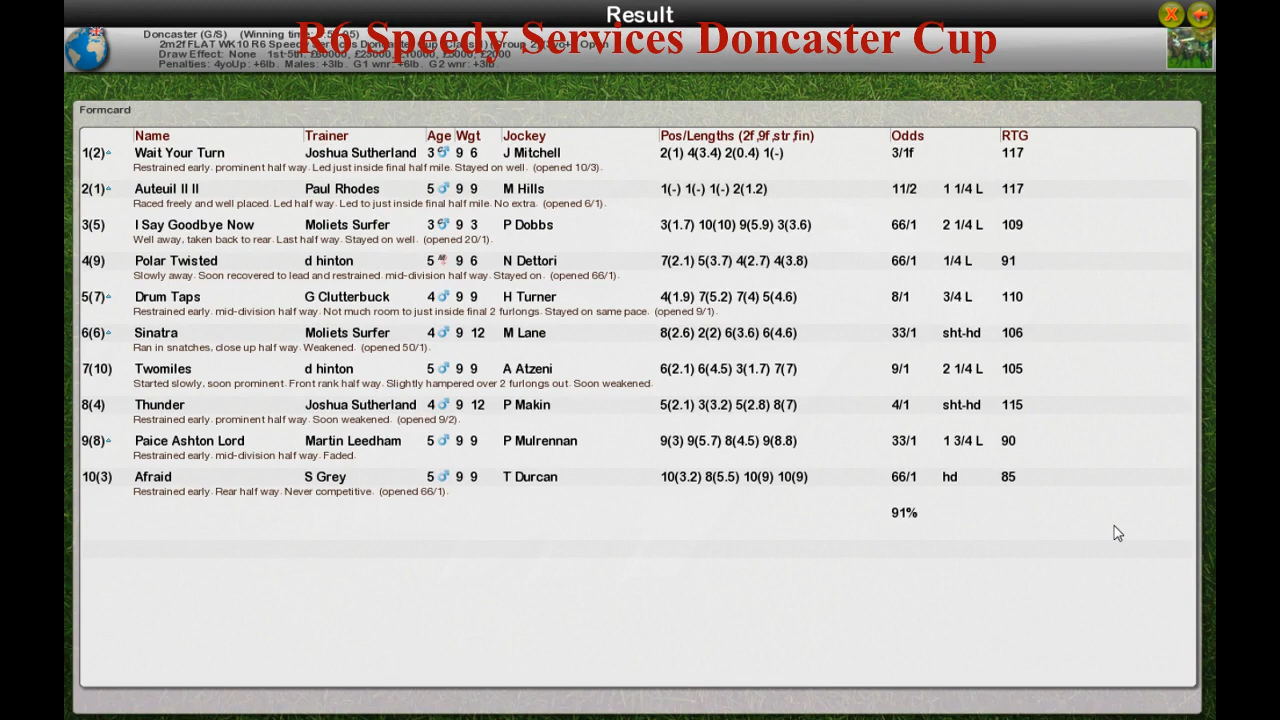 Result
R6 Speedy Services Doncaster Cup
Doncaster (G/S) (Winning time
2m2f FLAT WK10 R6 Speedy
Draw Effect: None 1st-5th:
Penalties: 4yoUp: +6lb. Males: +3lb. G1 wnr: +6lb. G2 wnr: +3lb.
Formcard
Name Trainer Age Wgt Jockey Pos/Lengths (2f,9f,str,fin) Odds RTG
1(2) Wait Your Turn Joshua Sutherland 3 9 6 J Mitchell 2(1) 4(3.4) 2(0.4) 1(-) 3/1f 117
Restrained early. prominent half way. Led just inside final half mile. Stayed on well. (opened 10/3).
2(1) Auteuil II II Paul Rhodes 5 9 9 M Hills 1(-) 1(-) 1(-) 2(1.2) 11/2 1 1/4 L 117
Raced freely and well placed. Led half way. Led to just inside final half mile. No extra. (opened 6/1).
3(5) I Say Goodbye Now Moliets Surfer 3 9 3 P Dobbs 3(1.7) 10(10) 9(5.9) 3(3.6) 66/1 2 1/4 L 109
Well away, taken back to rear. Last half way. Stayed on well. (opened 20/1).
4(9) Polar Twisted d hinton 5 9 6 N Dettori 7(2.1) 5(3.7) 4(2.7) 4(3.8) 66/1 1/4 L 91
Slowly away. Soon recovered to lead and restrained. mid-division half way. Stayed on. (opened 66/1).
5(7) Drum Taps G Clutterbuck 4 9 9 H Turner 4(1.9) 7(5.2) 7(4) 5(4.6) 8/1 3/4 L 110
Restrained early. mid-division half way. Not much room to just inside final 2 furlongs. Stayed on same pace. (opened 9/1).
6(6) Sinatra Moliets Surfer 4 9 12 M Lane 8(2.6) 2(2) 6(3.6) 6(4.6) 33/1 sht-hd 106
Ran in snatches, close up half way. Weakened. (opened 50/1).
7(10) Twomiles d hinton 5 9 9 A Atzeni 6(2.1) 6(4.5) 3(1.7) 7(7) 9/1 2 1/4 L 105
Started slowly, soon prominent. Front rank half way. Slightly hampered over 2 furlongs out. Soon weakened.
8(4) Thunder Joshua Sutherland 4 9 12 P Makin 5(2.1) 3(3.2) 5(2.8) 8(7) 4/1 sht-hd 115
Restrained early. prominent half way. Soon weakened. (opened 9/2).
9(8) Paice Ashton Lord Martin Leedham 5 9 9 P Mulrennan 9(3) 9(5.7) 8(4.5) 9(8.8) 33/1 1 3/4 L 90
Restrained early. mid-division half way. Faded.
10(3) Afraid S Grey 5 9 9 T Durcan 10(3.2) 8(5.5) 10(9) 10(9) 66/1 hd 85
Restrained early. Rear half way. Never competitive. (opened 66/1).
91%